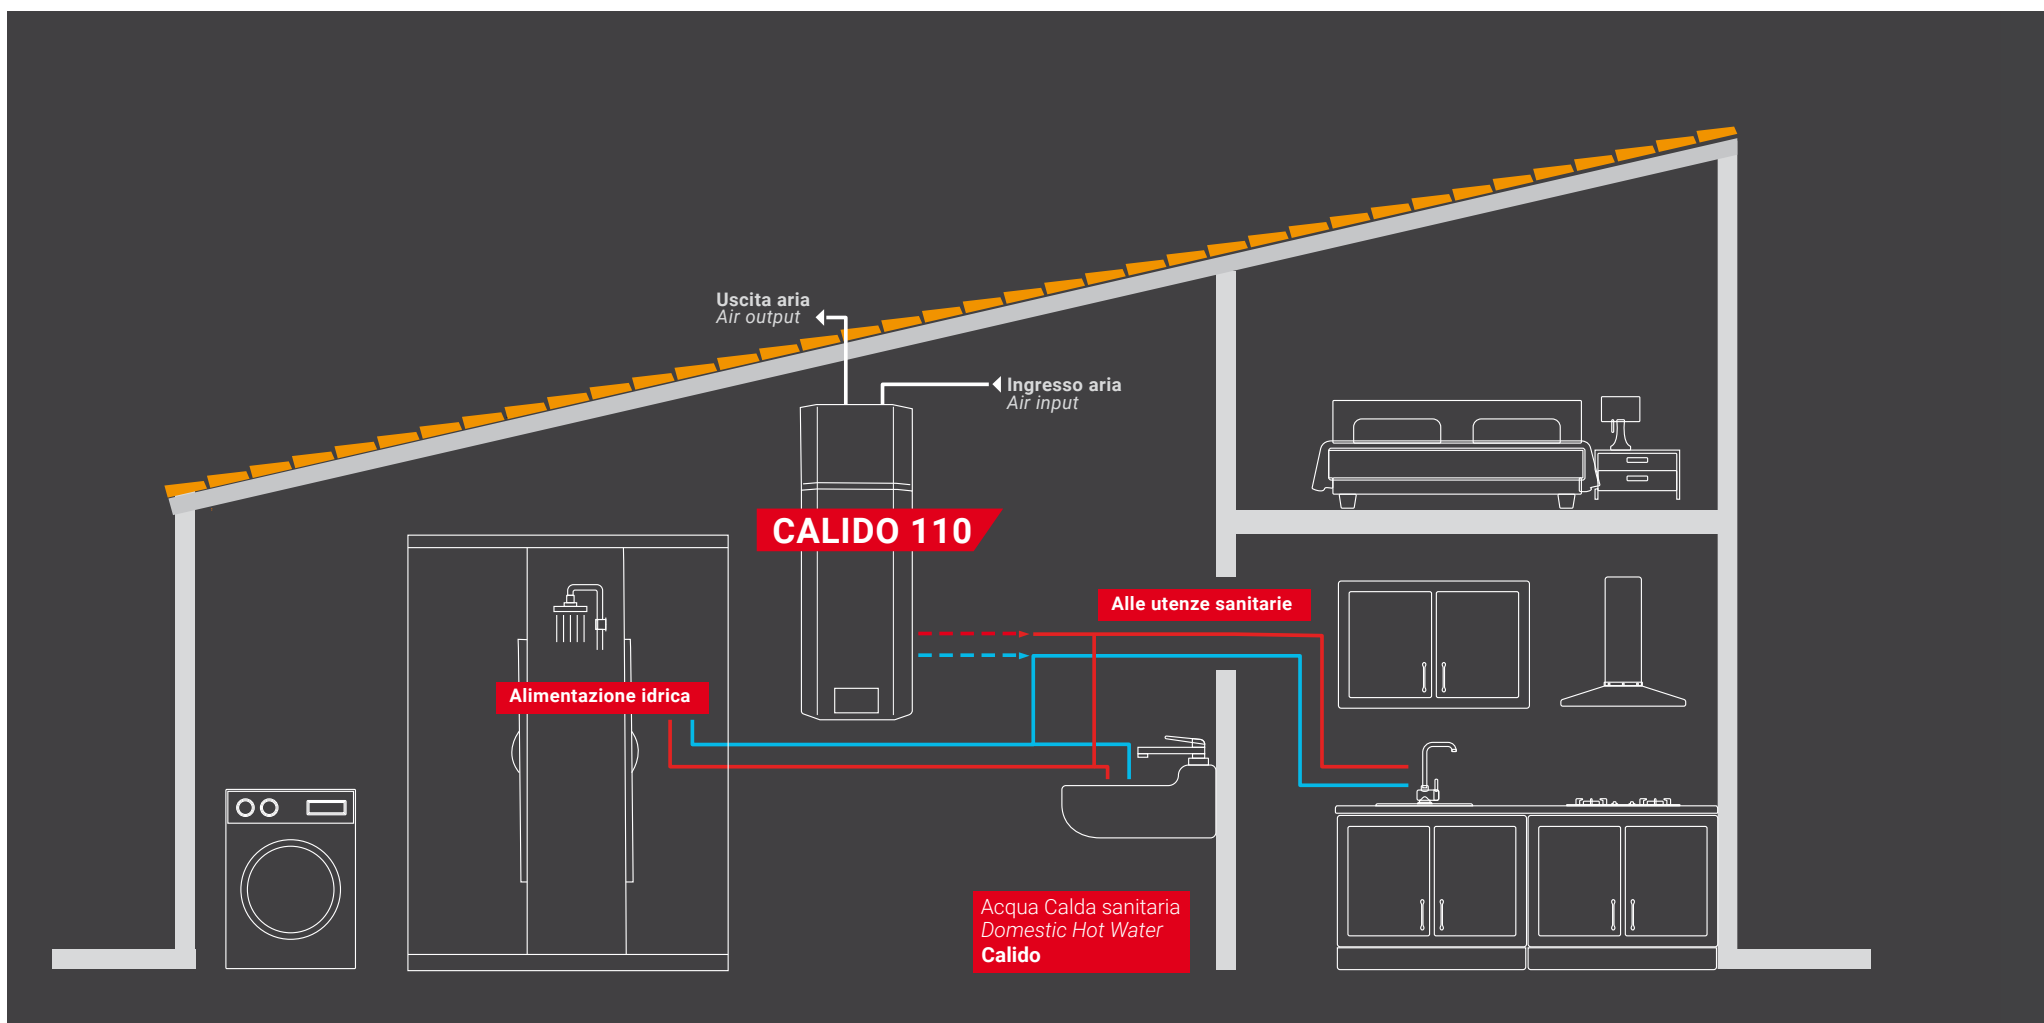 Uscita aria
Air output
Ingresso aria
Air input
CALIDO 110
Alle utenze sanitarie
Alimentazione idrica
Acqua Calda sanitaria
Domestic Hot Water
Calido